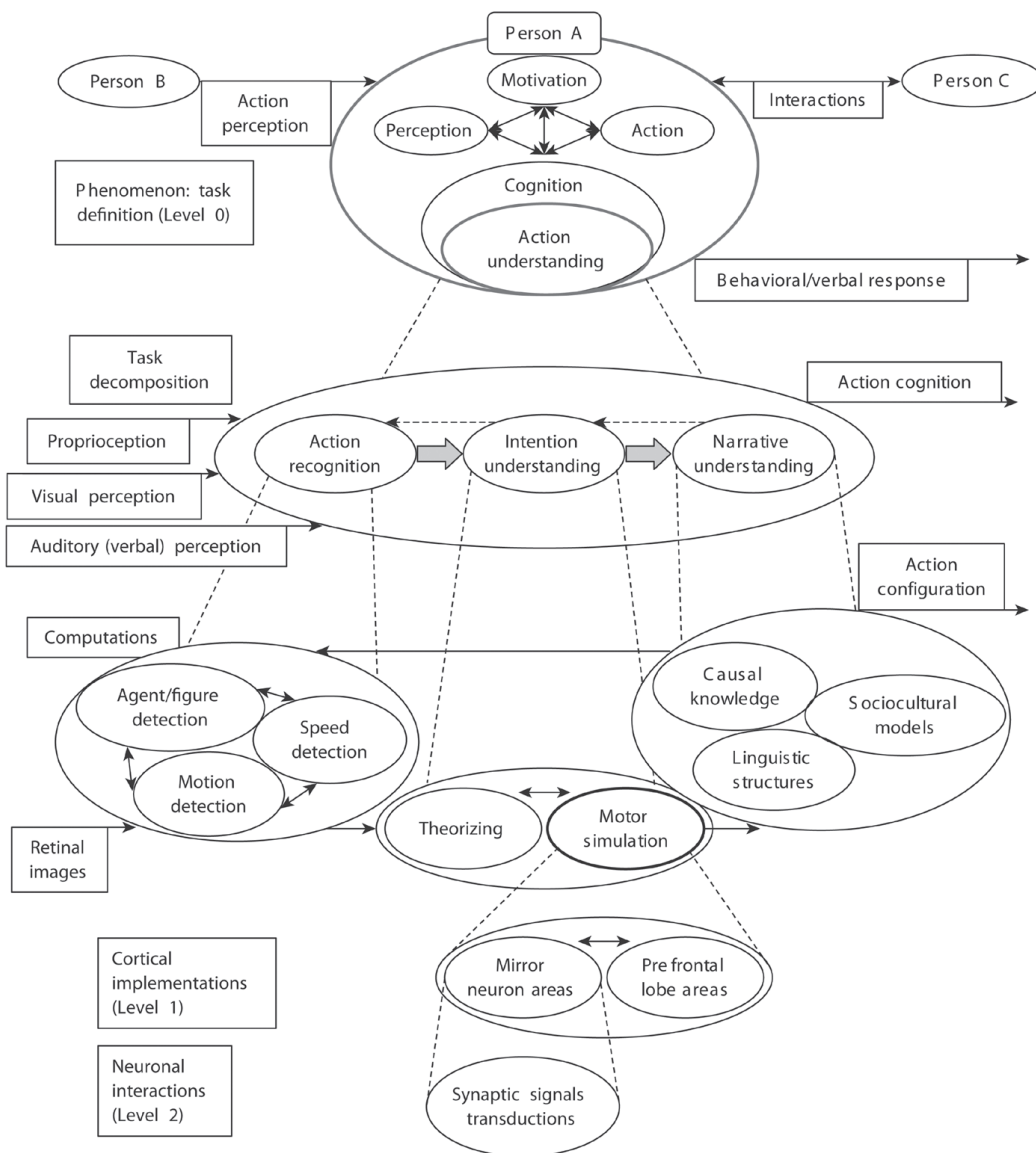 Person A
Person B
Motivation
Person C
Action
perception
Interactions
Perception
Action
Phenomenon: task
definition (Level 0)
Cognition
Action
understanding
Behavioral/verbal response
Task
decomposition
Action cognition
Proprioception
Action
recognition
Intention
understanding
Narrative
understanding
Visual perception
Auditory (verbal) perception
Action
configuration
Computations
Agent/figure
detection
Speed
detection
Motion
detection
Causal
knowledge
Sociocultural
models
Linguistic
structures
Theorizing
Motor
simulation
Retinal
images
Cortical
implementations
(Level 1)
Mirror
neuron areas
Prefrontal
lobe areas
Neuronal
interactions
(Level 2)
Synaptic signals
transductions